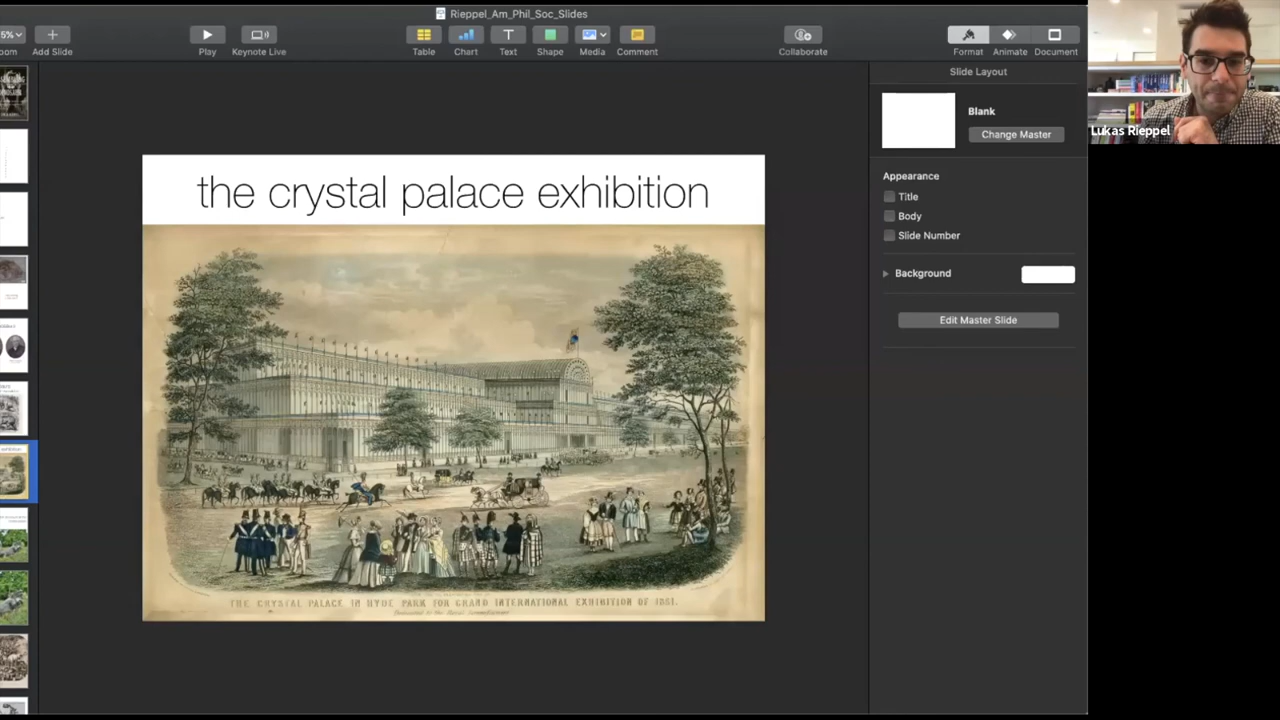 Rieppel_Am_Phil_Soc_Slides
5%
oom
Add Slide
Play
Keynote Live
Table
Chart
Text
Shape
Media
Comment
Collaborate
Format
Animate
Document
Slide Layout
Blank
Change Master
Appearance
Title
Body
Slide Number
Background
Edit Master Slide
the crystal palace exhibition
THE CRYSTAL PALACE IN HYDE PARK FOR GRAND INTERNATIONAL EXHIBITION OF 1851.
Lukas Rieppel